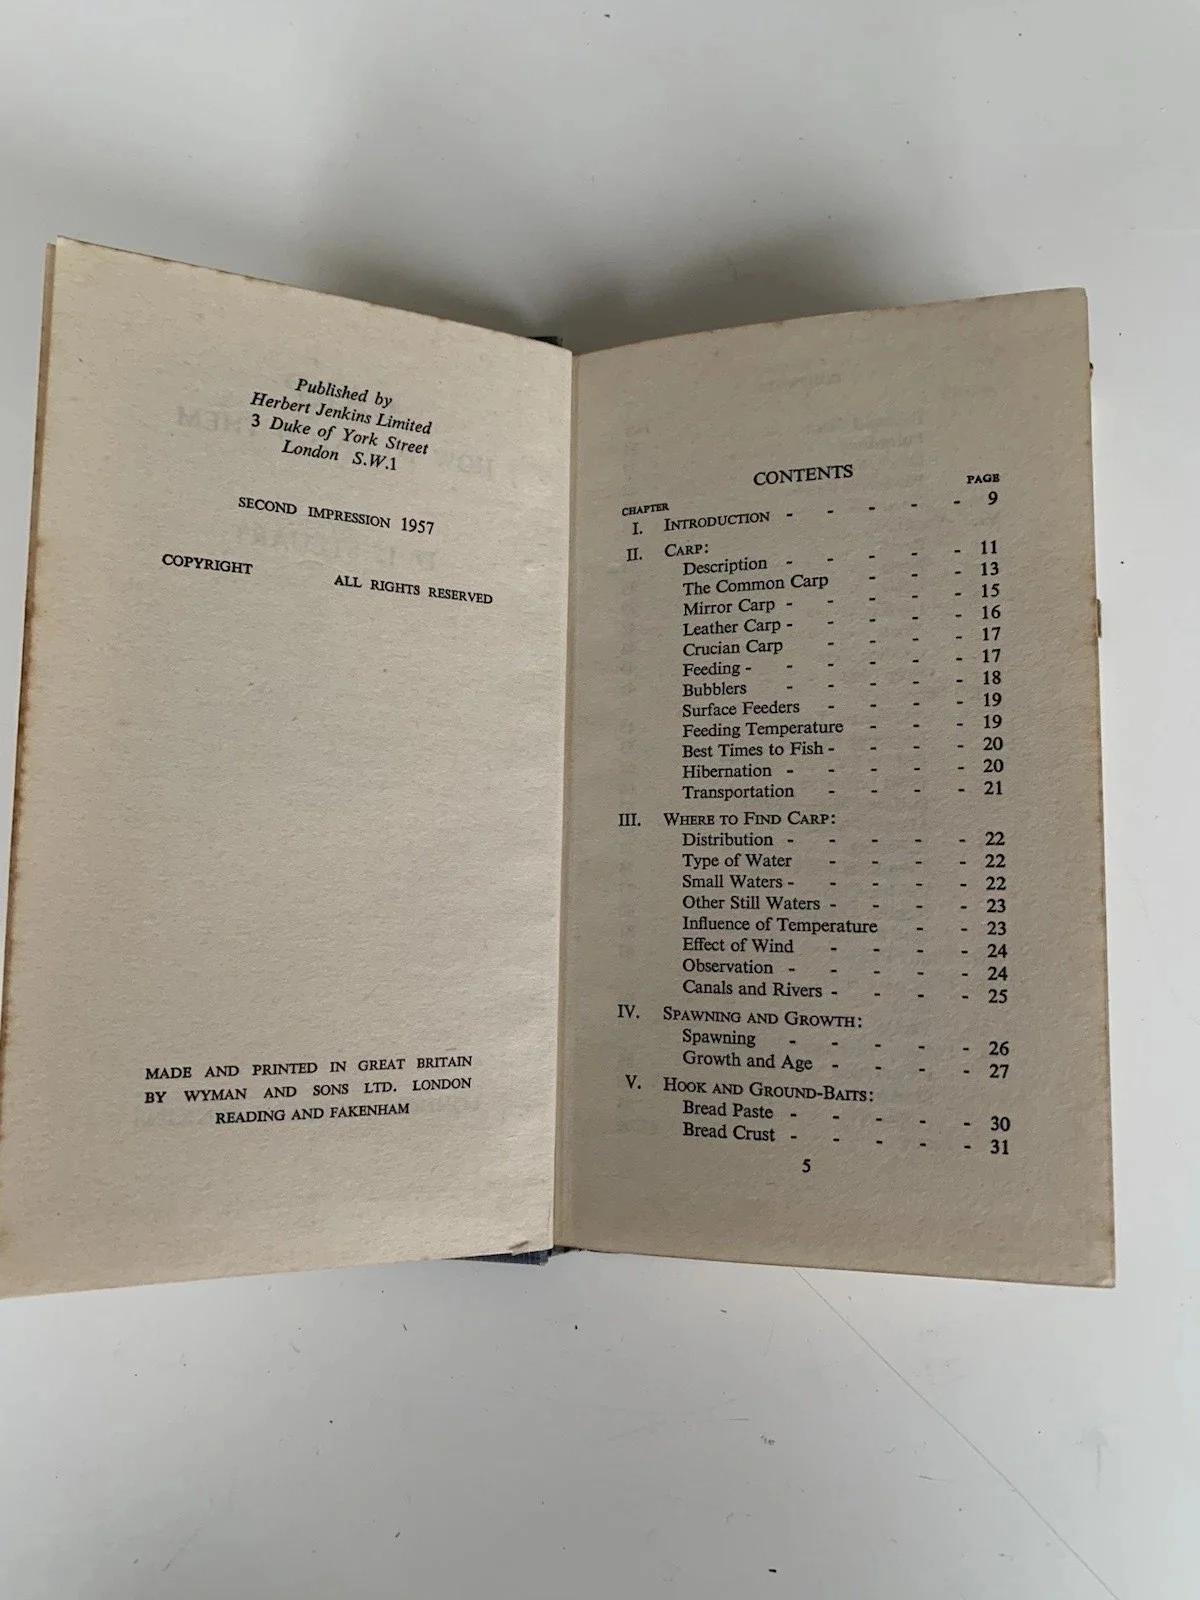 Published by
Herbert Jenkins Limited
3 Duke of York Street
London S.W.1
SECOND IMPRESSION 1957
COPYRIGHT ALL RIGHTS RESERVED
MADE AND PRINTED IN GREAT BRITAIN
BY WYMAN AND SONS LTD. LONDON
READING AND FAKENHAM
CONTENTS
CHAPTER PAGE
I. INTRODUCTION - - - - - 9
II. CARP:
Description - - - - - 11
The Common Carp - - - 13
Mirror Carp - - - - - 15
Leather Carp - - - - - 16
Crucian Carp - - - - 17
Feeding - - - - - - 17
Bubblers - - - - - 18
Surface Feeders - - - - 19
Feeding Temperature - - - 19
Best Times to Fish - - - - 20
Hibernation - - - - - 20
Transportation - - - - 21
III. WHERE TO FIND CARP:
Distribution - - - - - 22
Type of Water - - - - 22
Small Waters - - - - - 22
Other Still Waters - - - - 23
Influence of Temperature - - 23
Effect of Wind - - - - 24
Observation - - - - - 24
Canals and Rivers - - - - 25
IV. SPAWNING AND GROWTH:
Spawning - - - - - 26
Growth and Age - - - - 27
V. HOOK AND GROUND-BAITS:
Bread Paste - - - - - 30
Bread Crust - - - - - 31
5